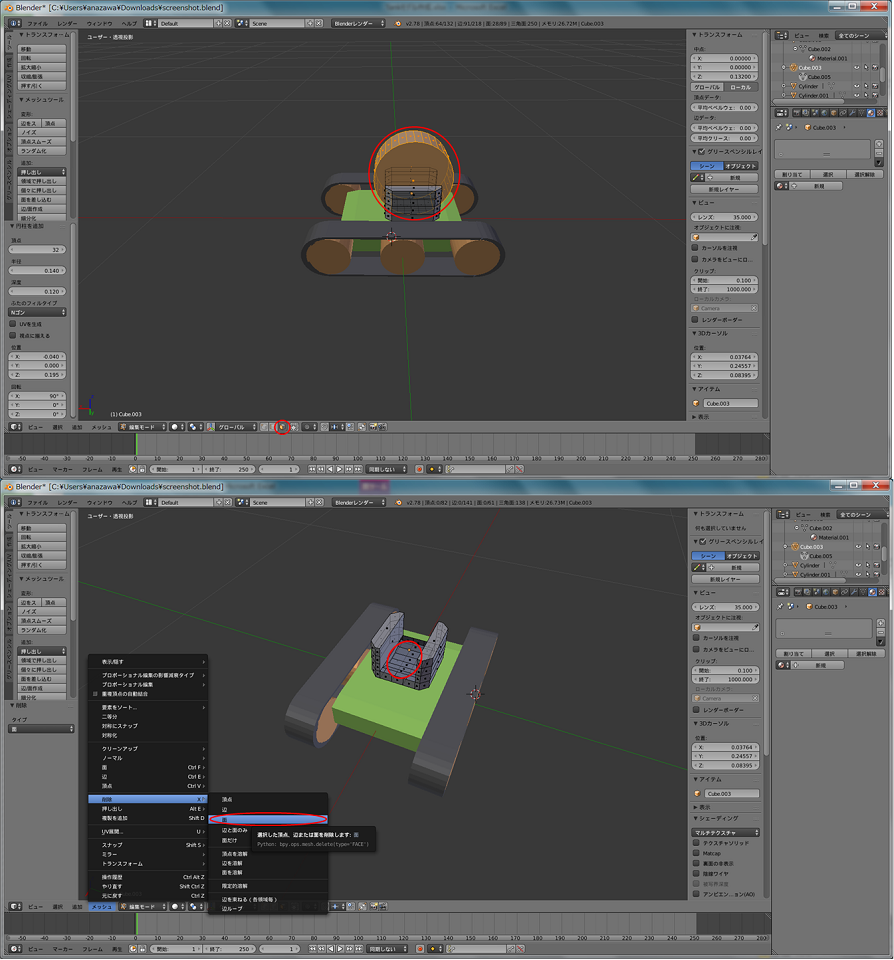 Blender* [C:¥Users¥anazawa¥Downloads¥screenshot.blend]
ファイル レンダー ウィンドウ ヘルプ Default Scene Blenderレンダー v2.78 | 頂点:64/132 | 辺:91/218 | 面:28/89 | 三角面:250 | メモリ:26.72M | Cube.003
▼トランスフォーム
移動
回転
拡大縮小
収縮/膨張
押す/引く
▼メッシュツール
変形:
辺をス 頂点
ノイズ
頂点スムーズ
ランダム化
追加:
押し出し
領域で押し出し
個々に押し出し
面を差し込む
辺/面作成
細分化
▼円柱を追加
頂点
32
半径
0.140
深度
0.120
ふたのフィルタイプ
Nゴン
UVを生成
視点に揃える
位置
X: -0.040
Y: 0.000
Z: 0.195
回転
X: 90°
Y: 0°
Z: 0°
ユーザー・透視投影
(1) Cube.003
▼トランスフォーム
中点:
X: 0.00000
Y: 0.00000
Z: 0.13200
グローバル ローカル
頂点データ:
平均ベベルウェ: 0.00
辺データ:
平均ベベルウェ: 0.00
平均クリース: 0.00
▼グリースペンシルレイ
シーン オブジェクト
新規
新規レイヤー
▼ビュー
レンズ: 35.000
オブジェクトに注視:
カーソルを注視
カメラをビューにロ...
クリップ:
開始: 0.100
終了: 1000.000
ローカルカメラ:
Camera
レンダーボーダー
▼3Dカーソル
位置:
X: 0.03764
Y: 0.24557
Z: 0.08395
▼アイテム
Cube.003
▶表示
ビュー 検索 全てのシーン
Cube.002
Material.001
Cube.003
Cube.005
Cylinder
Cylinder.001
Cube.003
割り当て 選択 選択解除
新規
ビュー 選択 追加 メッシュ 編集モード グローバル
-50 -40 -30 -20 -10 0 10 20 30 40 50 60 70 80 90 100 110 120 130 140 150 160 170 180 190 200 210 220 230 240 250 260 270 280
ビュー マーカー フレーム 再生 開始: 1 終了: 250 1 同期しない
Blender* [C:¥Users¥anazawa¥Downloads¥screenshot.blend]
ファイル レンダー ウィンドウ ヘルプ Default Scene Blenderレンダー v2.78 | 頂点:0/82 | 辺:0/141 | 面:0/61 | 三角面:138 | メモリ:26.73M | Cube.003
▼トランスフォーム
移動
回転
拡大縮小
収縮/膨張
押す/引く
▼メッシュツール
変形:
辺をス 頂点
ノイズ
頂点スムーズ
ランダム化
追加:
押し出し
領域で押し出し
個々に押し出し
面を差し込む
辺/面作成
細分化
▼削除
タイプ
面
ユーザー・透視投影
表示/隠す
プロポーショナル編集の影響減衰タイプ
プロポーショナル編集
重複頂点の自動結合
要素をソート...
二等分
対称にスナップ
対称化
クリーンアップ
ノーマル
面 Ctrl F
辺 Ctrl E
頂点 Ctrl V
削除 X
押し出し Alt E
複製を追加 Shift D
UV展開... U
スナップ Shift S
ミラー
トランスフォーム
操作履歴 Ctrl Alt Z
やり直す Shift Ctrl Z
元に戻す Ctrl Z
頂点
辺
面
辺と面のみ
面だけ
頂点を溶解
辺を溶解
面を溶解
限定的溶解
辺を束ねる（各領域毎）
辺ループ
選択した頂点、辺または面を削除します: 面
Python: bpy.ops.mesh.delete(type='FACE')
▼トランスフォーム
何も選択していません
▼グリースペンシルレイ
シーン オブジェクト
新規
新規レイヤー
▼ビュー
レンズ: 35.000
オブジェクトに注視:
カーソルを注視
カメラをビューにロ...
クリップ:
開始: 0.100
終了: 1000.000
ローカルカメラ:
Camera
レンダーボーダー
▼3Dカーソル
位置:
X: 0.03764
Y: 0.24557
Z: 0.08395
▼アイテム
Cube.003
▶表示
▼シェーディング
マルチテクスチャ
テクスチャソリッド
Matcap
裏面の非表示
陰線ワイヤ
被写界深度
アンビエン...ション(AO)
ビュー 検索 全てのシーン
Cube.002
Material.001
Cube.003
Cube.005
Cylinder
Cylinder.001
Cube.003
割り当て 選択 選択解除
新規
ビュー 選択 追加 メッシュ 編集モード
-50 -40 -30 -20 -10 0 10 20 30 40 50 60 70 80 90 100 110 120 130 140 150 160 170 180 190 200 210 220 230 240 250 260 270 280
ビュー マーカー フレーム 再生 開始: 1 終了: 250 1 同期しない